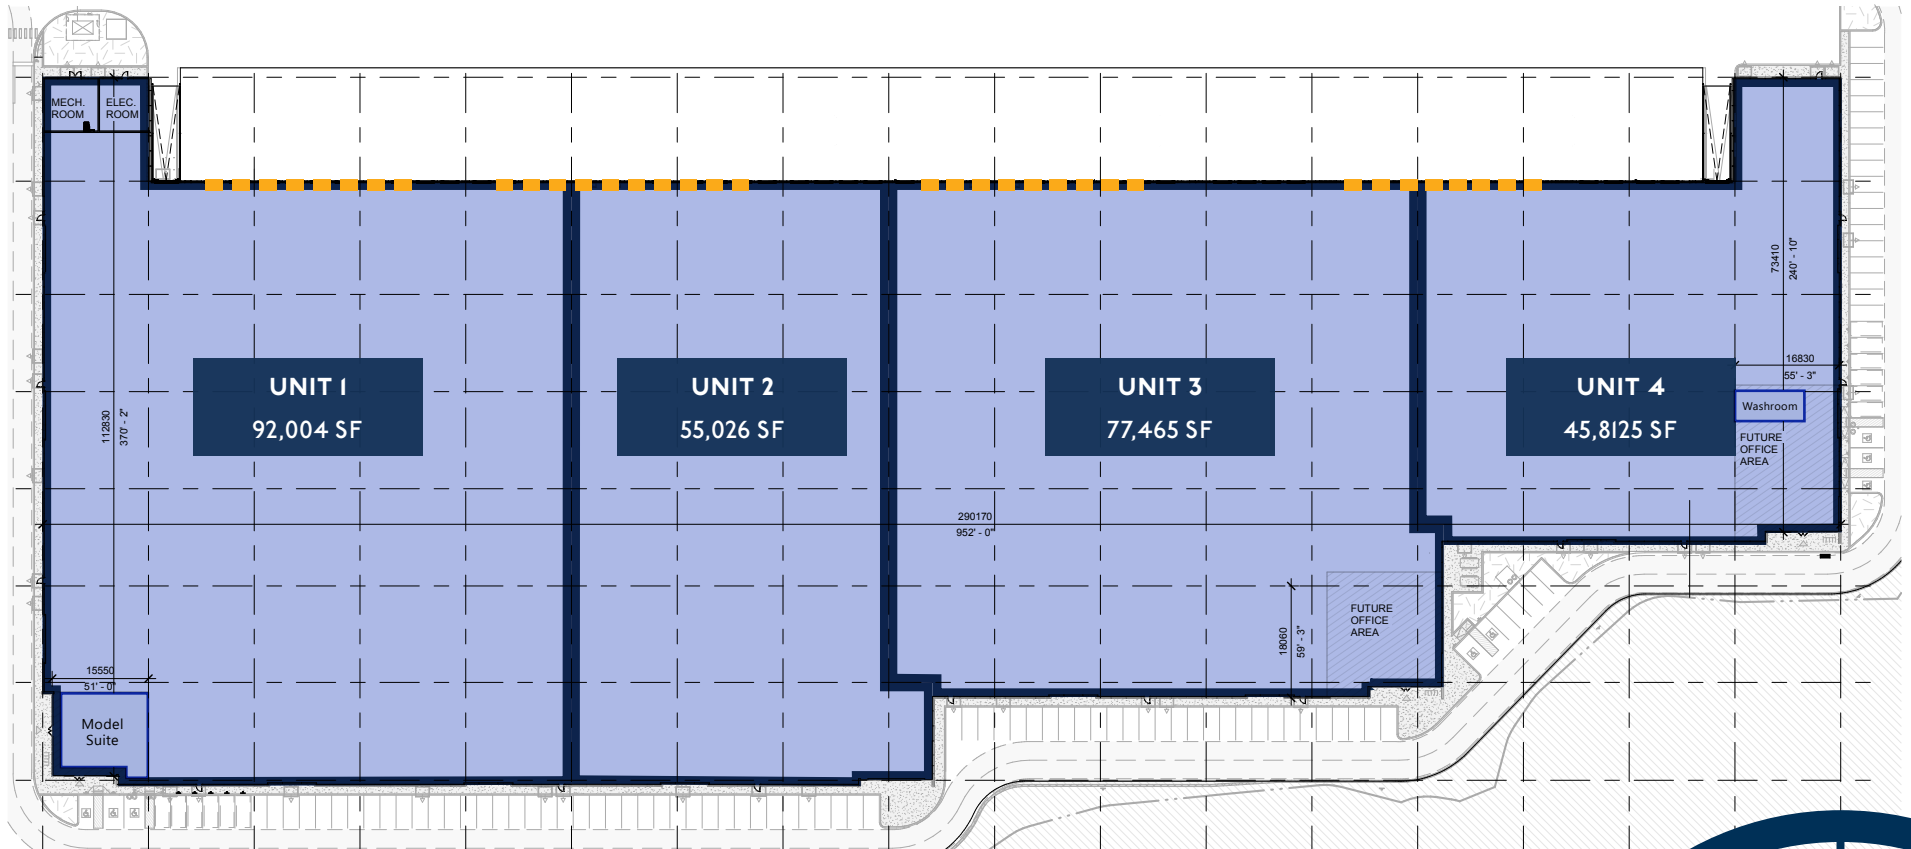 MECH.
ROOM
ELEC.
ROOM
UNIT 1
92,004 SF
UNIT 2
55,026 SF
UNIT 3
77,465 SF
UNIT 4
45,8125 SF
112830
370' - 2"
73410
240' - 10"
16830
55' - 3"
Washroom
FUTURE
OFFICE
AREA
290170
952' - 0"
FUTURE
OFFICE
AREA
18060
59' - 3"
15550
51' - 0"
Model
Suite